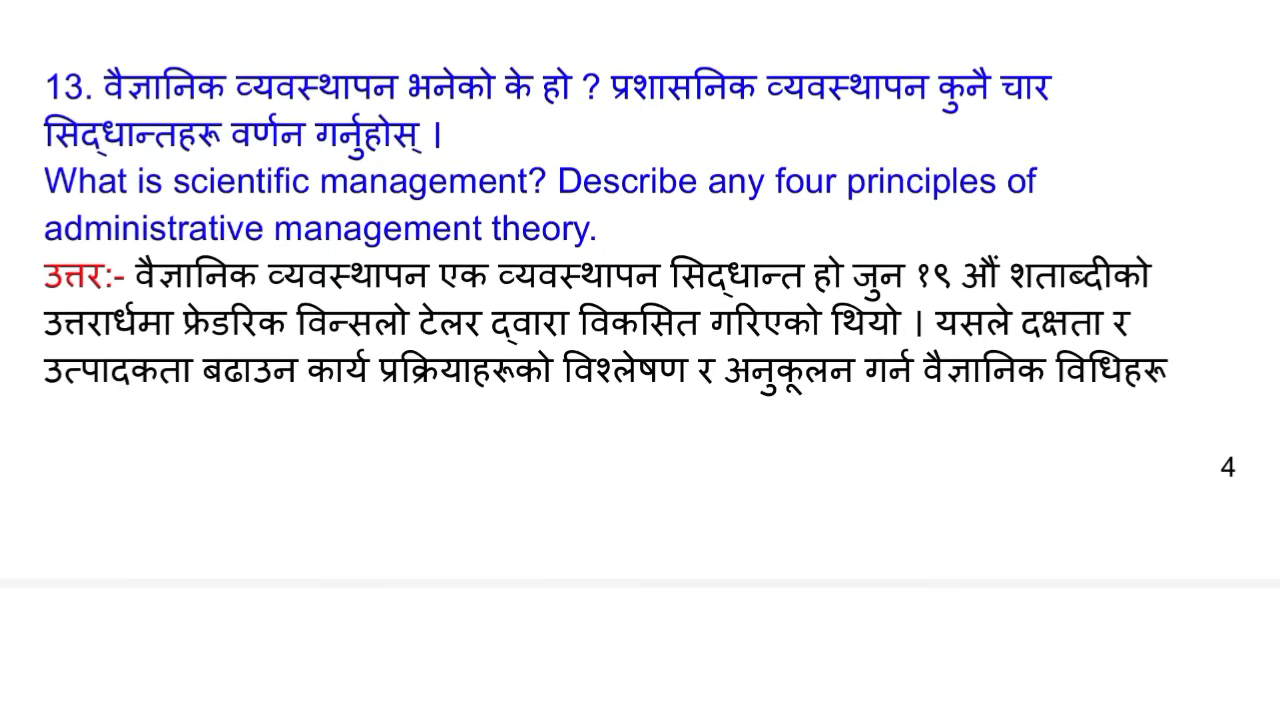 13. वैज्ञानिक व्यवस्थापन भनेको के हो ? प्रशासनिक व्यवस्थापन कुनै चार
सिद्धान्तहरू वर्णन गर्नुहोस् ।
What is scientific management? Describe any four principles of
administrative management theory.
उत्तर:- वैज्ञानिक व्यवस्थापन एक व्यवस्थापन सिद्धान्त हो जुन १९ औं शताब्दीको
उत्तरार्धमा फ्रेडरिक विन्सलो टेलर द्वारा विकसित गरिएको थियो । यसले दक्षता र
उत्पादकता बढाउन कार्य प्रक्रियाहरूको विश्लेषण र अनुकूलन गर्न वैज्ञानिक विधिहरू
4